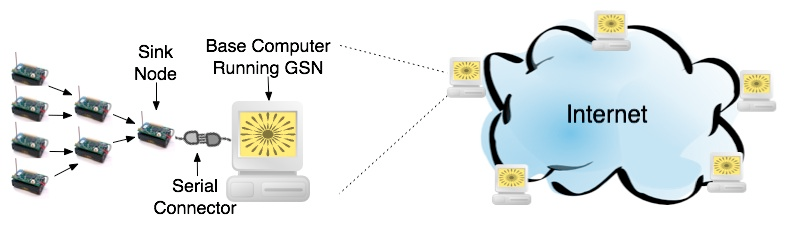 Sink
Node
Base Computer
Running GSN
Serial
Connector
Internet